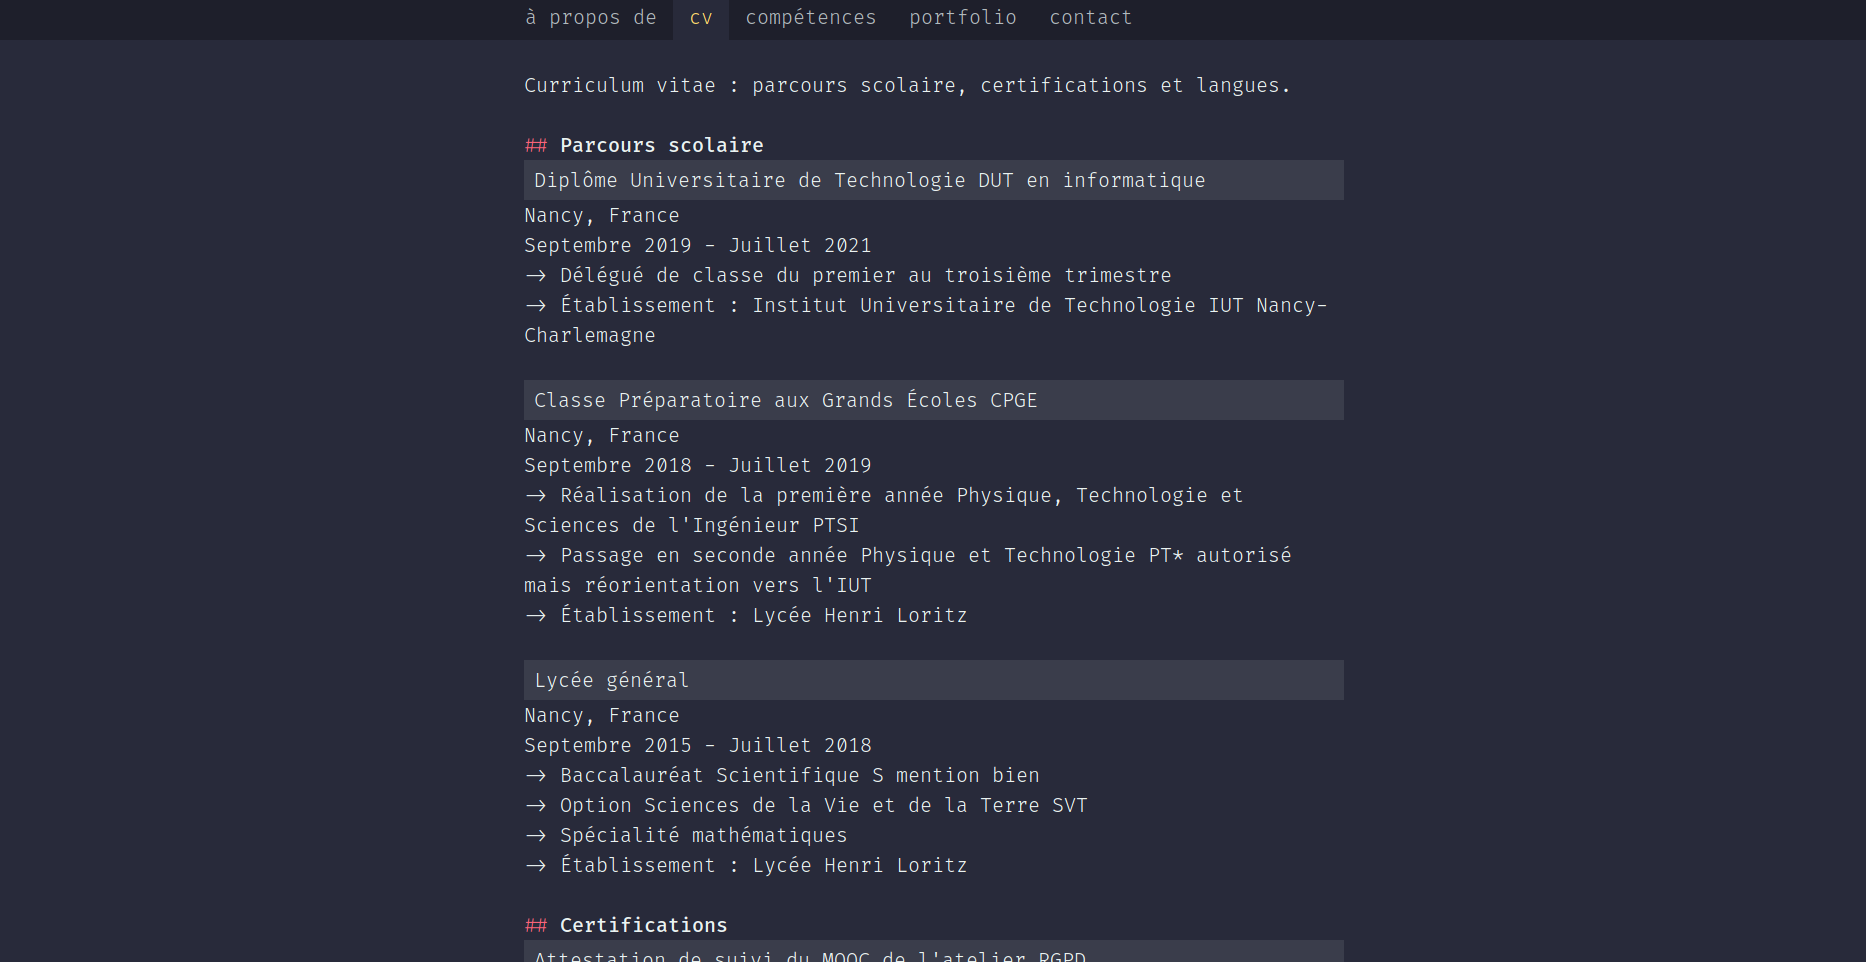 à propos de cv compétences portfolio contact
Curriculum vitae : parcours scolaire, certifications et langues.
## Parcours scolaire
Diplôme Universitaire de Technologie DUT en informatique
Nancy, France
Septembre 2019 - Juillet 2021
→ Délégué de classe du premier au troisième trimestre
→ Établissement : Institut Universitaire de Technologie IUT Nancy-
Charlemagne
Classe Préparatoire aux Grands Écoles CPGE
Nancy, France
Septembre 2018 - Juillet 2019
→ Réalisation de la première année Physique, Technologie et
Sciences de l'Ingénieur PTSI
→ Passage en seconde année Physique et Technologie PT* autorisé
mais réorientation vers l'IUT
→ Établissement : Lycée Henri Loritz
Lycée général
Nancy, France
Septembre 2015 - Juillet 2018
→ Baccalauréat Scientifique S mention bien
→ Option Sciences de la Vie et de la Terre SVT
→ Spécialité mathématiques
→ Établissement : Lycée Henri Loritz
## Certifications
Attestation de suivi du MOOC de l'atelier RGPD